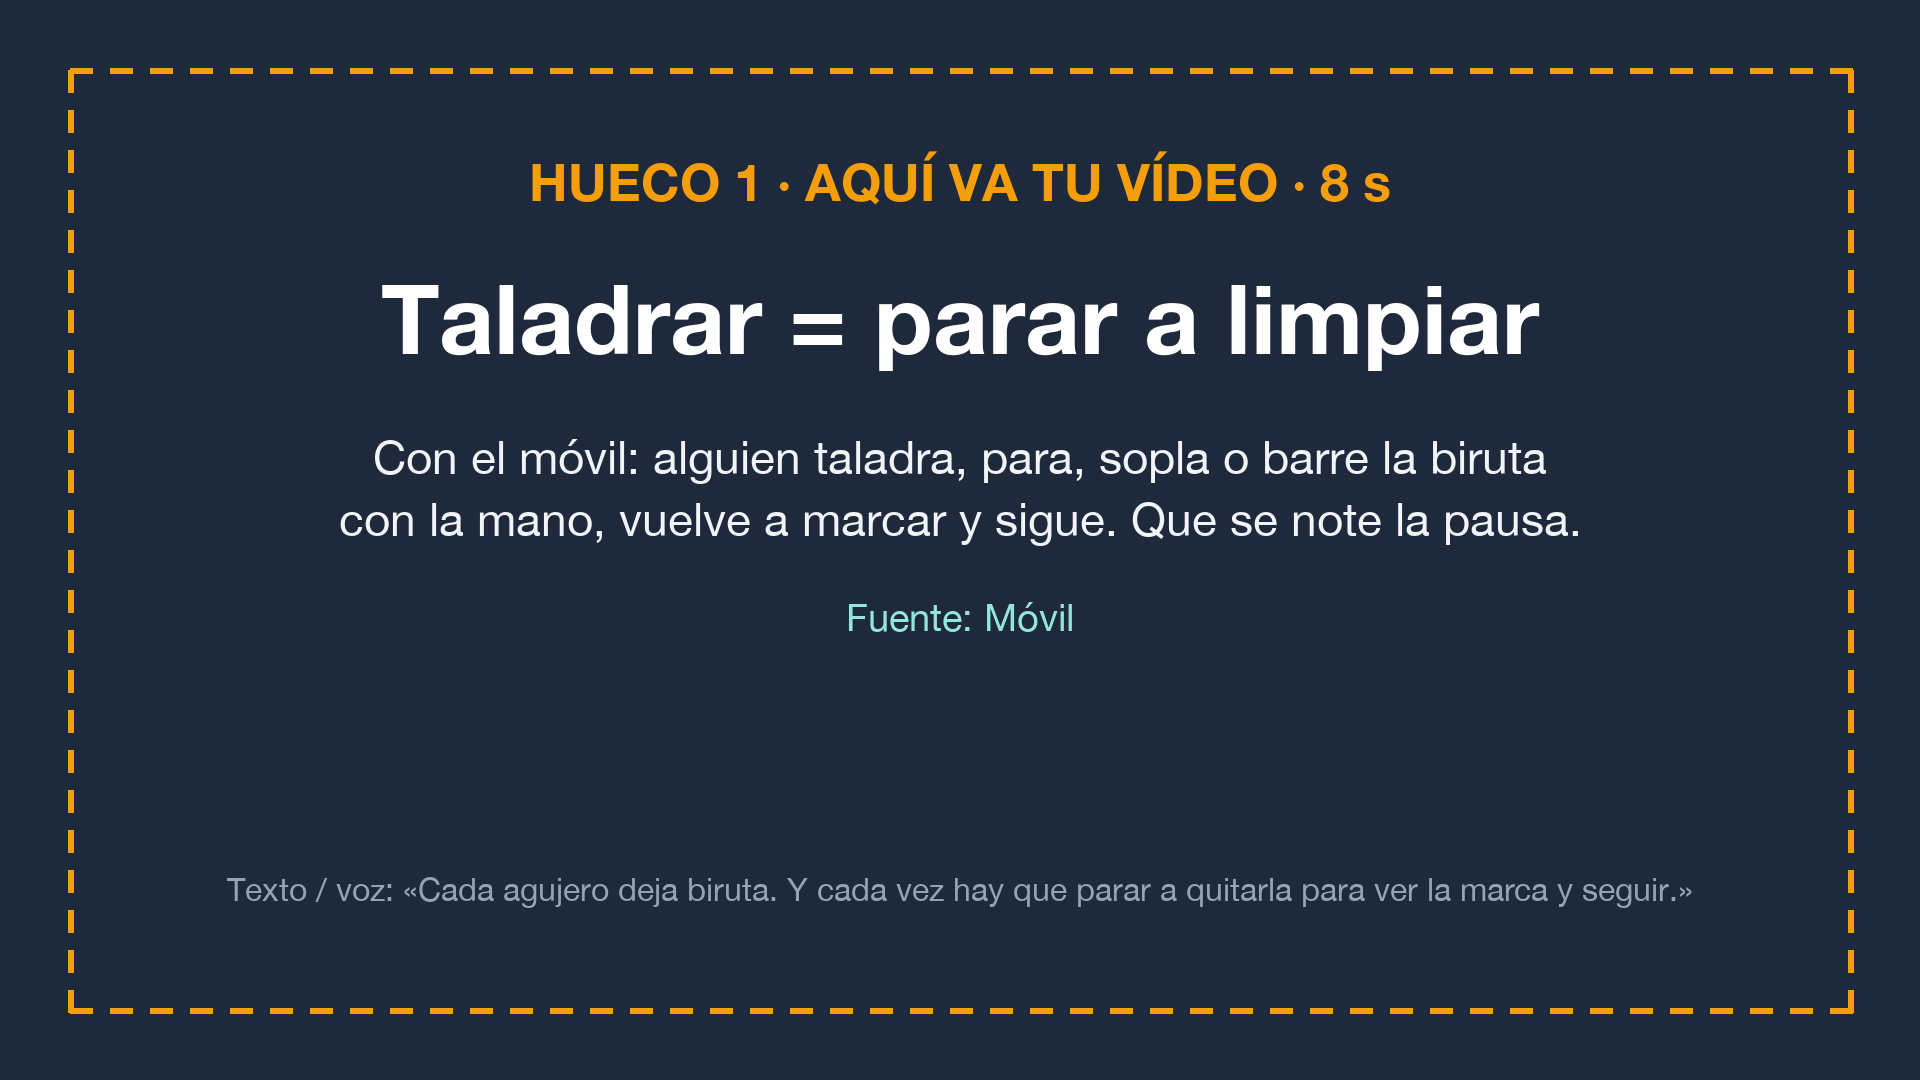 HUECO 1 · AQUÍ VA TU VÍDEO · 8 s
Taladrar = parar a limpiar
Con el móvil: alguien taladra, para, sopla o barre la biruta
con la mano, vuelve a marcar y sigue. Que se note la pausa.
Fuente: Móvil
Texto / voz: «Cada agujero deja biruta. Y cada vez hay que parar a quitarla para ver la marca y seguir.»